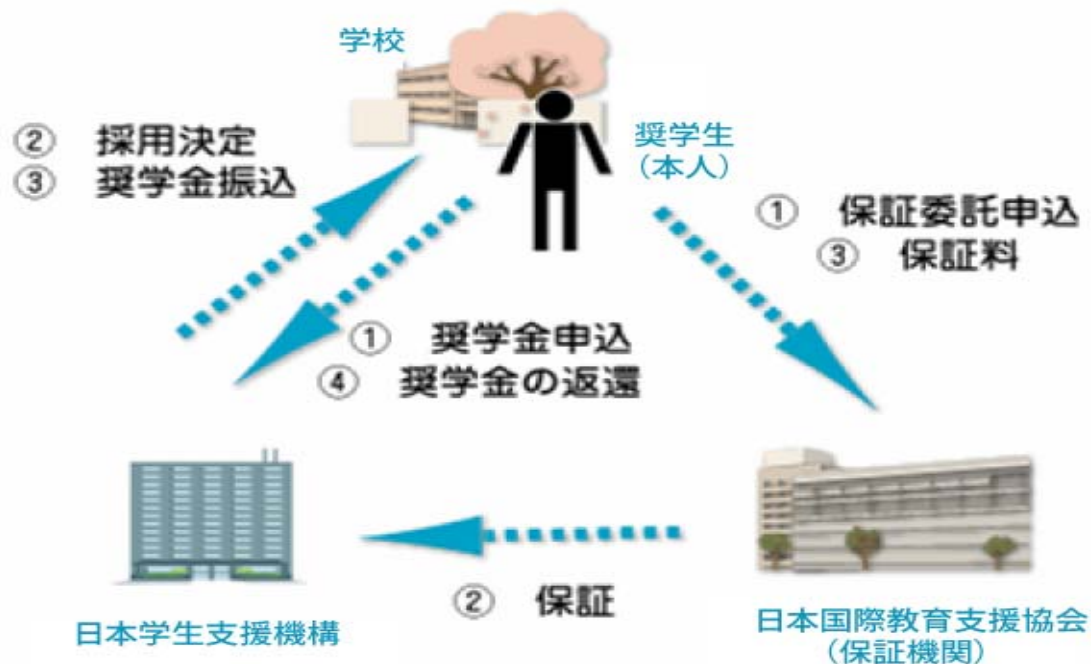 学校
奨学生
（本人）
② 採用決定
③ 奨学金振込
① 保証委託申込
③ 保証料
① 奨学金申込
④ 奨学金の返還
② 保証
日本学生支援機構
日本国際教育支援協会
（保証機関）